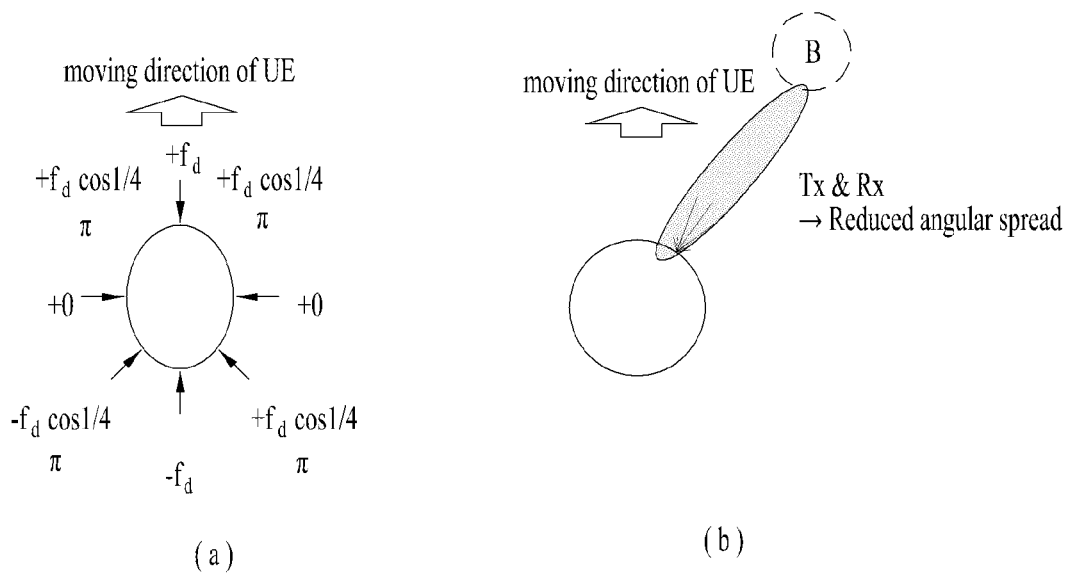 moving direction of UE
+f_d
+f_d cos1/4 π
+f_d cos1/4 π
+0
+0
-f_d cos1/4 π
+f_d cos1/4 π
-f_d
(a)
B
moving direction of UE
Tx & Rx
→ Reduced angular spread
(b)